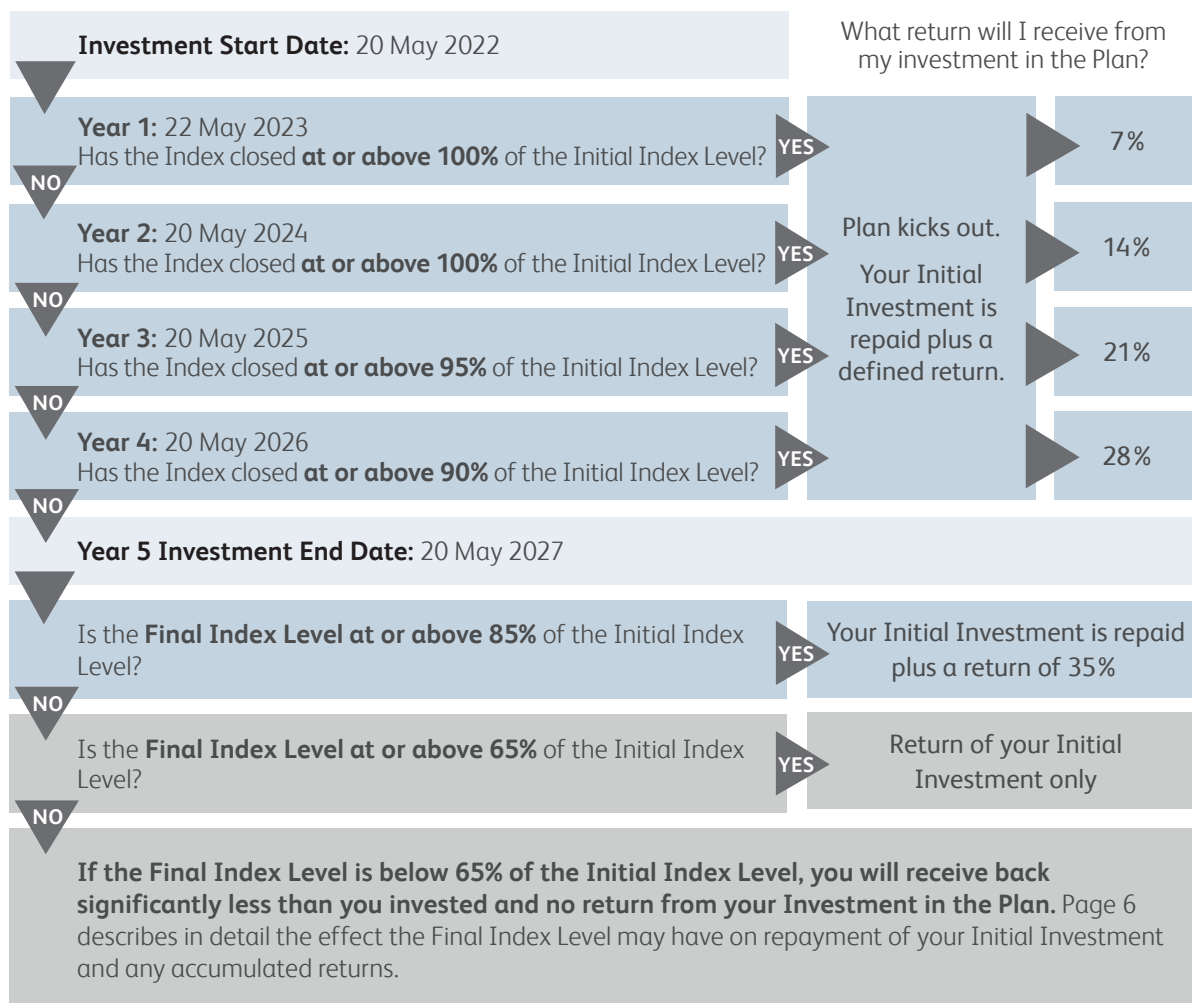 Investment Start Date: 20 May 2022
What return will I receive from
my investment in the Plan?
Year 1: 22 May 2023
Has the Index closed at or above 100% of the Initial Index Level?
YES
7%
NO
Year 2: 20 May 2024
Has the Index closed at or above 100% of the Initial Index Level?
YES
14%
NO
Year 3: 20 May 2025
Has the Index closed at or above 95% of the Initial Index Level?
YES
21%
NO
Year 4: 20 May 2026
Has the Index closed at or above 90% of the Initial Index Level?
YES
28%
NO
Plan kicks out.
Your Initial
Investment is
repaid plus a
defined return.
Year 5 Investment End Date: 20 May 2027
Is the Final Index Level at or above 85% of the Initial Index
Level?
YES
Your Initial Investment is repaid
plus a return of 35%
NO
Is the Final Index Level at or above 65% of the Initial Index
Level?
YES
Return of your Initial
Investment only
NO
If the Final Index Level is below 65% of the Initial Index Level, you will receive back
significantly less than you invested and no return from your Investment in the Plan. Page 6
describes in detail the effect the Final Index Level may have on repayment of your Initial Investment
and any accumulated returns.